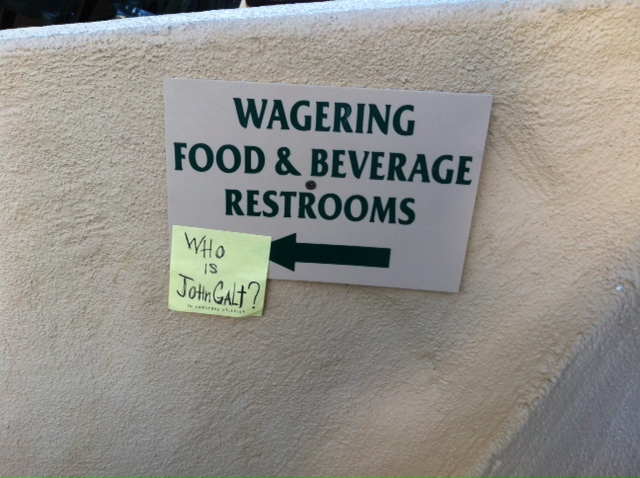 WAGERING
FOOD & BEVERAGE
RESTROOMS
WHo
is
JoHn GALt?